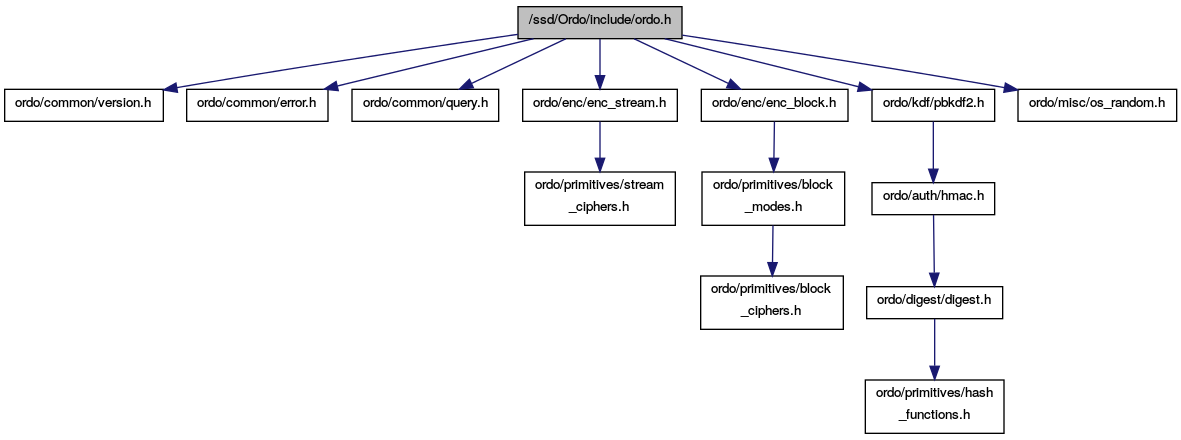 /ssd/Ordo/include/ordo.h
ordo/common/version.h
ordo/common/error.h
ordo/common/query.h
ordo/enc/enc_stream.h
ordo/enc/enc_block.h
ordo/kdf/pbkdf2.h
ordo/misc/os_random.h
ordo/primitives/stream
_ciphers.h
ordo/primitives/block
_modes.h
ordo/auth/hmac.h
ordo/primitives/block
_ciphers.h
ordo/digest/digest.h
ordo/primitives/hash
_functions.h